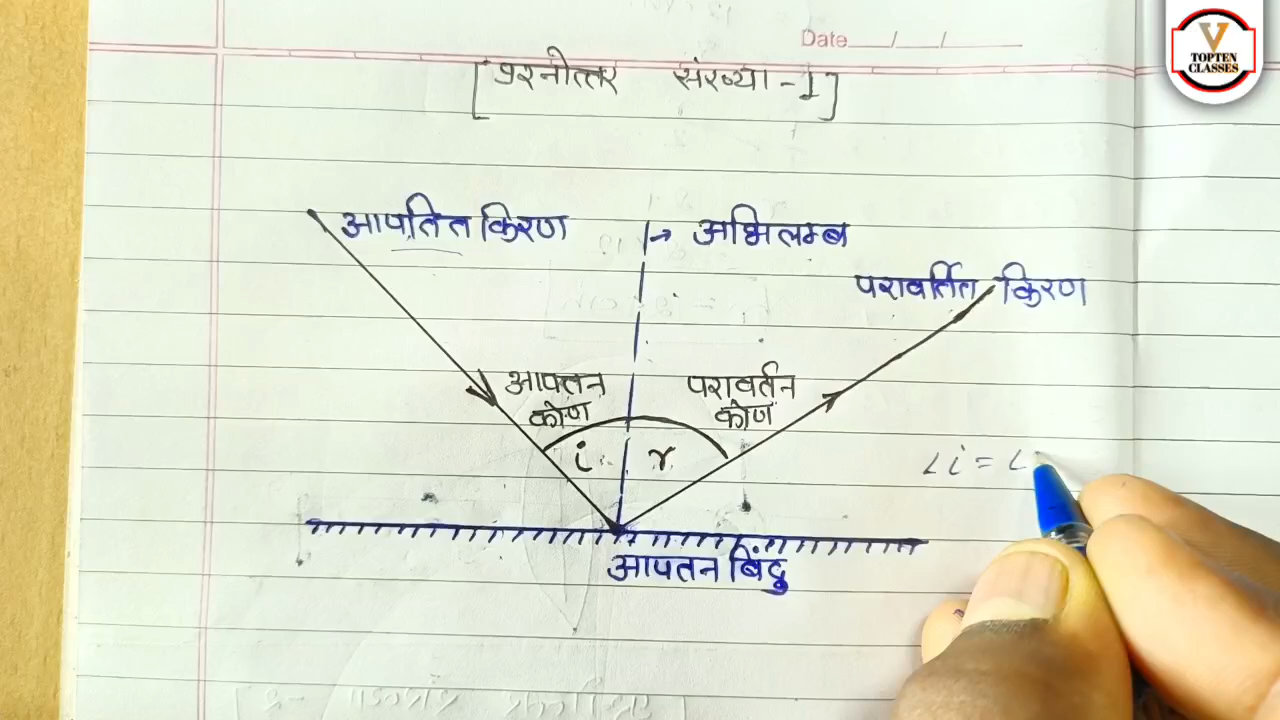 Date / /
V
TOPTEN
CLASSES
[प्रश्नोत्तर संख्या - 1]
आपतित किरण
→ अभिलम्ब
परावर्तित किरण
आपतन
कोण
परावर्तन
कोण
i
r
∠i = ∠
आपतन बिंदु